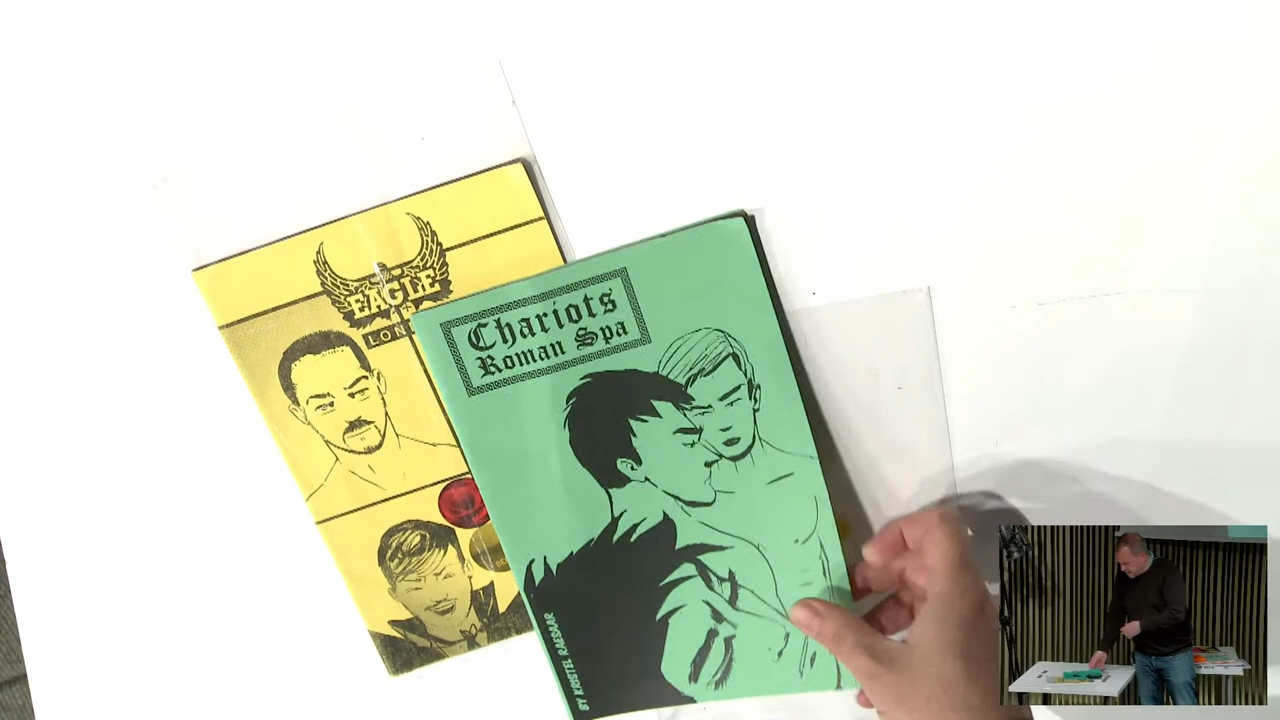 EAGLE
LON
Chariots
Roman Spa
BY KRISTEL RAESAAR